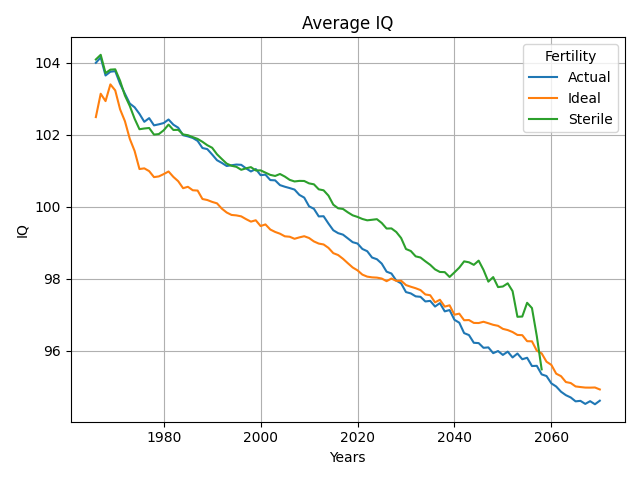 Average IQ
Fertility
Actual
Ideal
Sterile
IQ
104
102
100
98
96
1980
2000
2020
2040
2060
Years